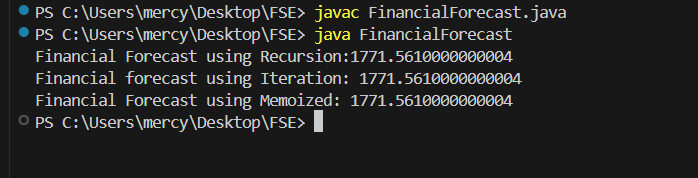 PS C:\Users\mercy\Desktop\FSE> javac FinancialForecast.java
PS C:\Users\mercy\Desktop\FSE> java FinancialForecast
Financial Forecast using Recursion:1771.5610000000004
Financial forecast using Iteration: 1771.5610000000004
Financial Forecast using Memoized: 1771.5610000000004
PS C:\Users\mercy\Desktop\FSE>